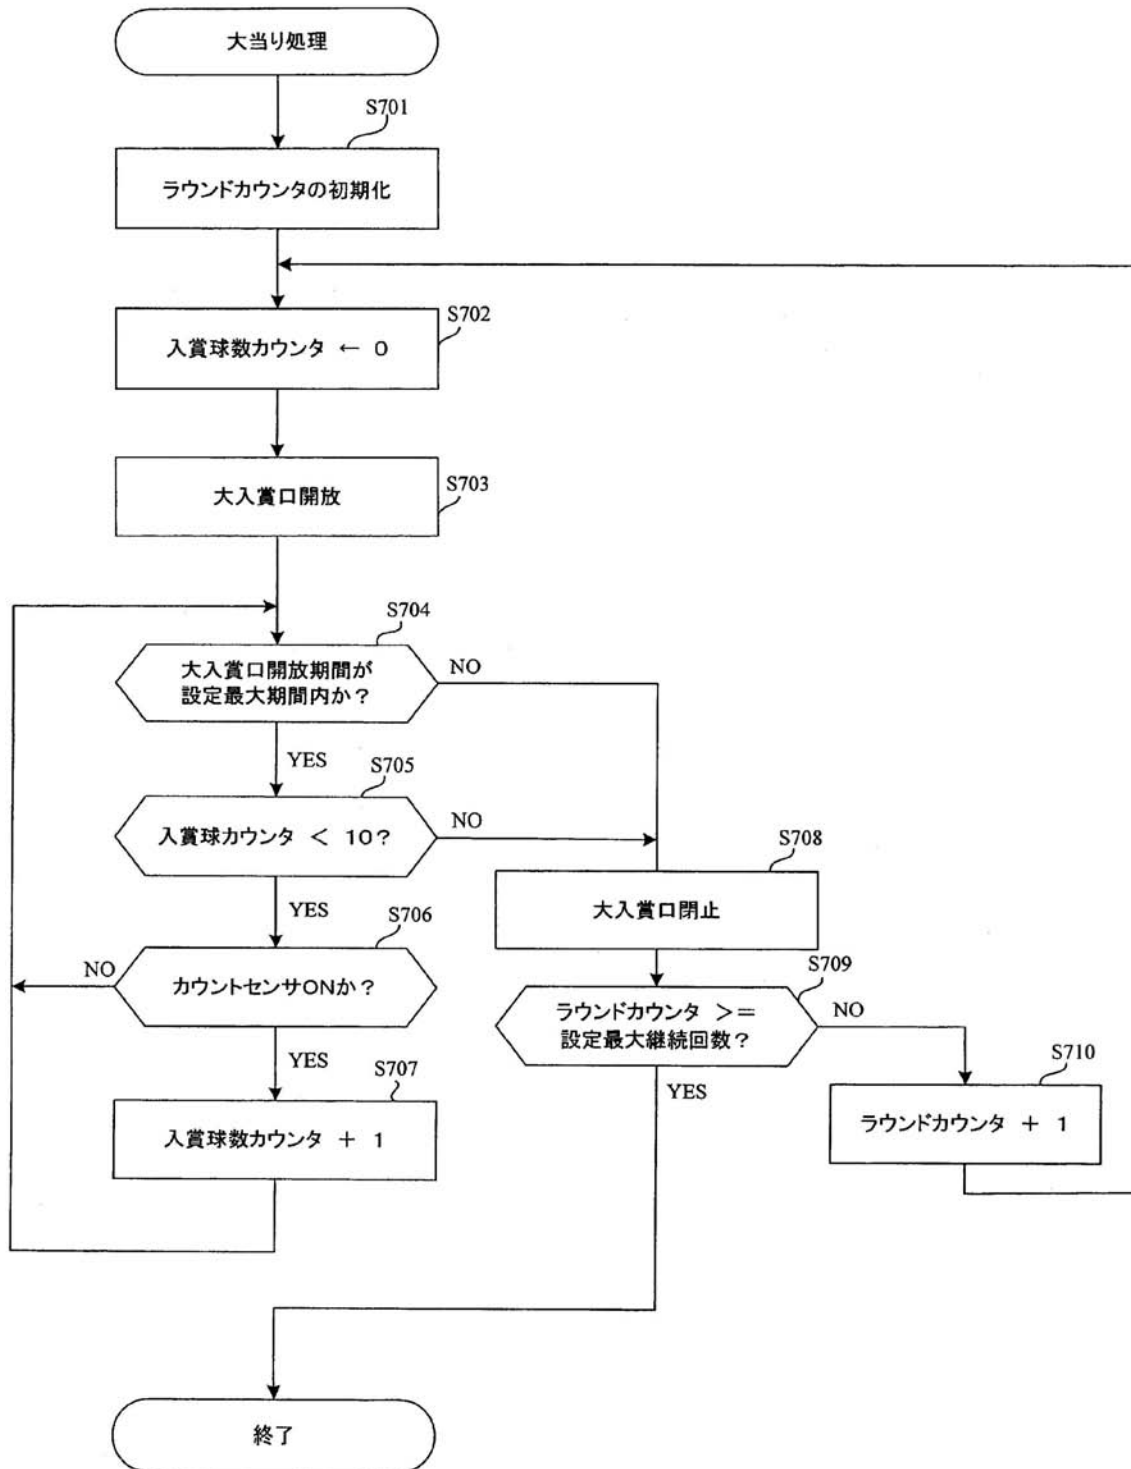 大当り処理
S701
ラウンドカウンタの初期化
S702
入賞球数カウンタ ← 0
S703
大入賞口開放
S704
大入賞口開放期間が
設定最大期間内か？
NO
YES
S705
入賞球カウンタ ＜ 10？
NO
YES
S706
カウントセンサONか？
NO
YES
S707
入賞球数カウンタ ＋ 1
S708
大入賞口閉止
S709
ラウンドカウンタ ＞＝
設定最大継続回数？
NO
YES
S710
ラウンドカウンタ ＋ 1
終了